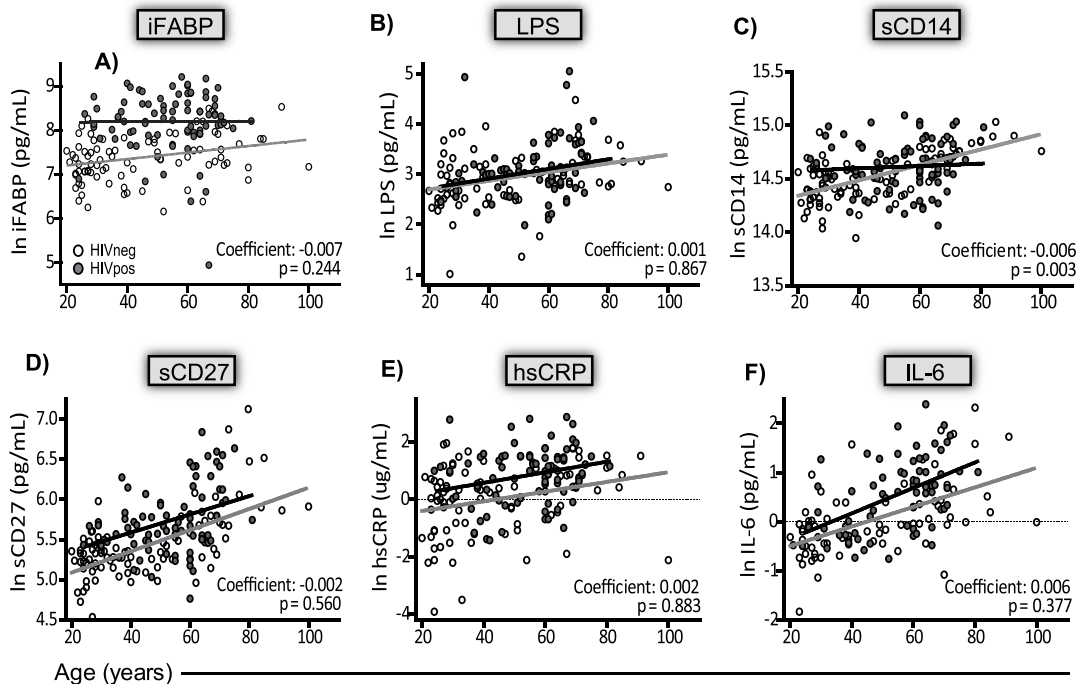 iFABP
A)
ln iFABP (pg/mL)
9
8
7
6
5
HIVneg
HIVpos
Coefficient: -0.007
p = 0.244
20 40 60 80 100
B)
LPS
ln LPS (pg/mL)
5
4
3
2
1
Coefficient: 0.001
p = 0.867
20 40 60 80 100
C)
sCD14
ln sCD14 (pg/mL)
15.5
15.0
14.5
14.0
13.5
Coefficient: -0.006
p = 0.003
20 40 60 80 100
D)
sCD27
ln sCD27 (pg/mL)
7.0
6.5
6.0
5.5
5.0
4.5
Coefficient: -0.002
p = 0.560
20 40 60 80 100
E)
hsCRP
ln hsCRP (ug/mL)
2
0
-2
-4
Coefficient: 0.002
p = 0.883
20 40 60 80 100
F)
IL-6
ln IL-6 (pg/mL)
2
1
0
-1
-2
Coefficient: 0.006
p = 0.377
20 40 60 80 100
Age (years)